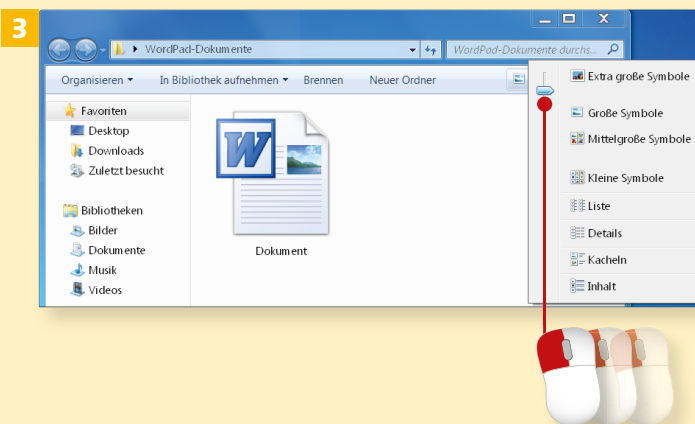 3
WordPad-Dokumente
WordPad-Dokumente durchs...
Organisieren
In Bibliothek aufnehmen
Brennen
Neuer Ordner
Favoriten
Desktop
Downloads
Zuletzt besucht
Bibliotheken
Bilder
Dokumente
Musik
Videos
W
Dokument
Extra große Symbole
Große Symbole
Mittelgroße Symbole
Kleine Symbole
Liste
Details
Kacheln
Inhalt